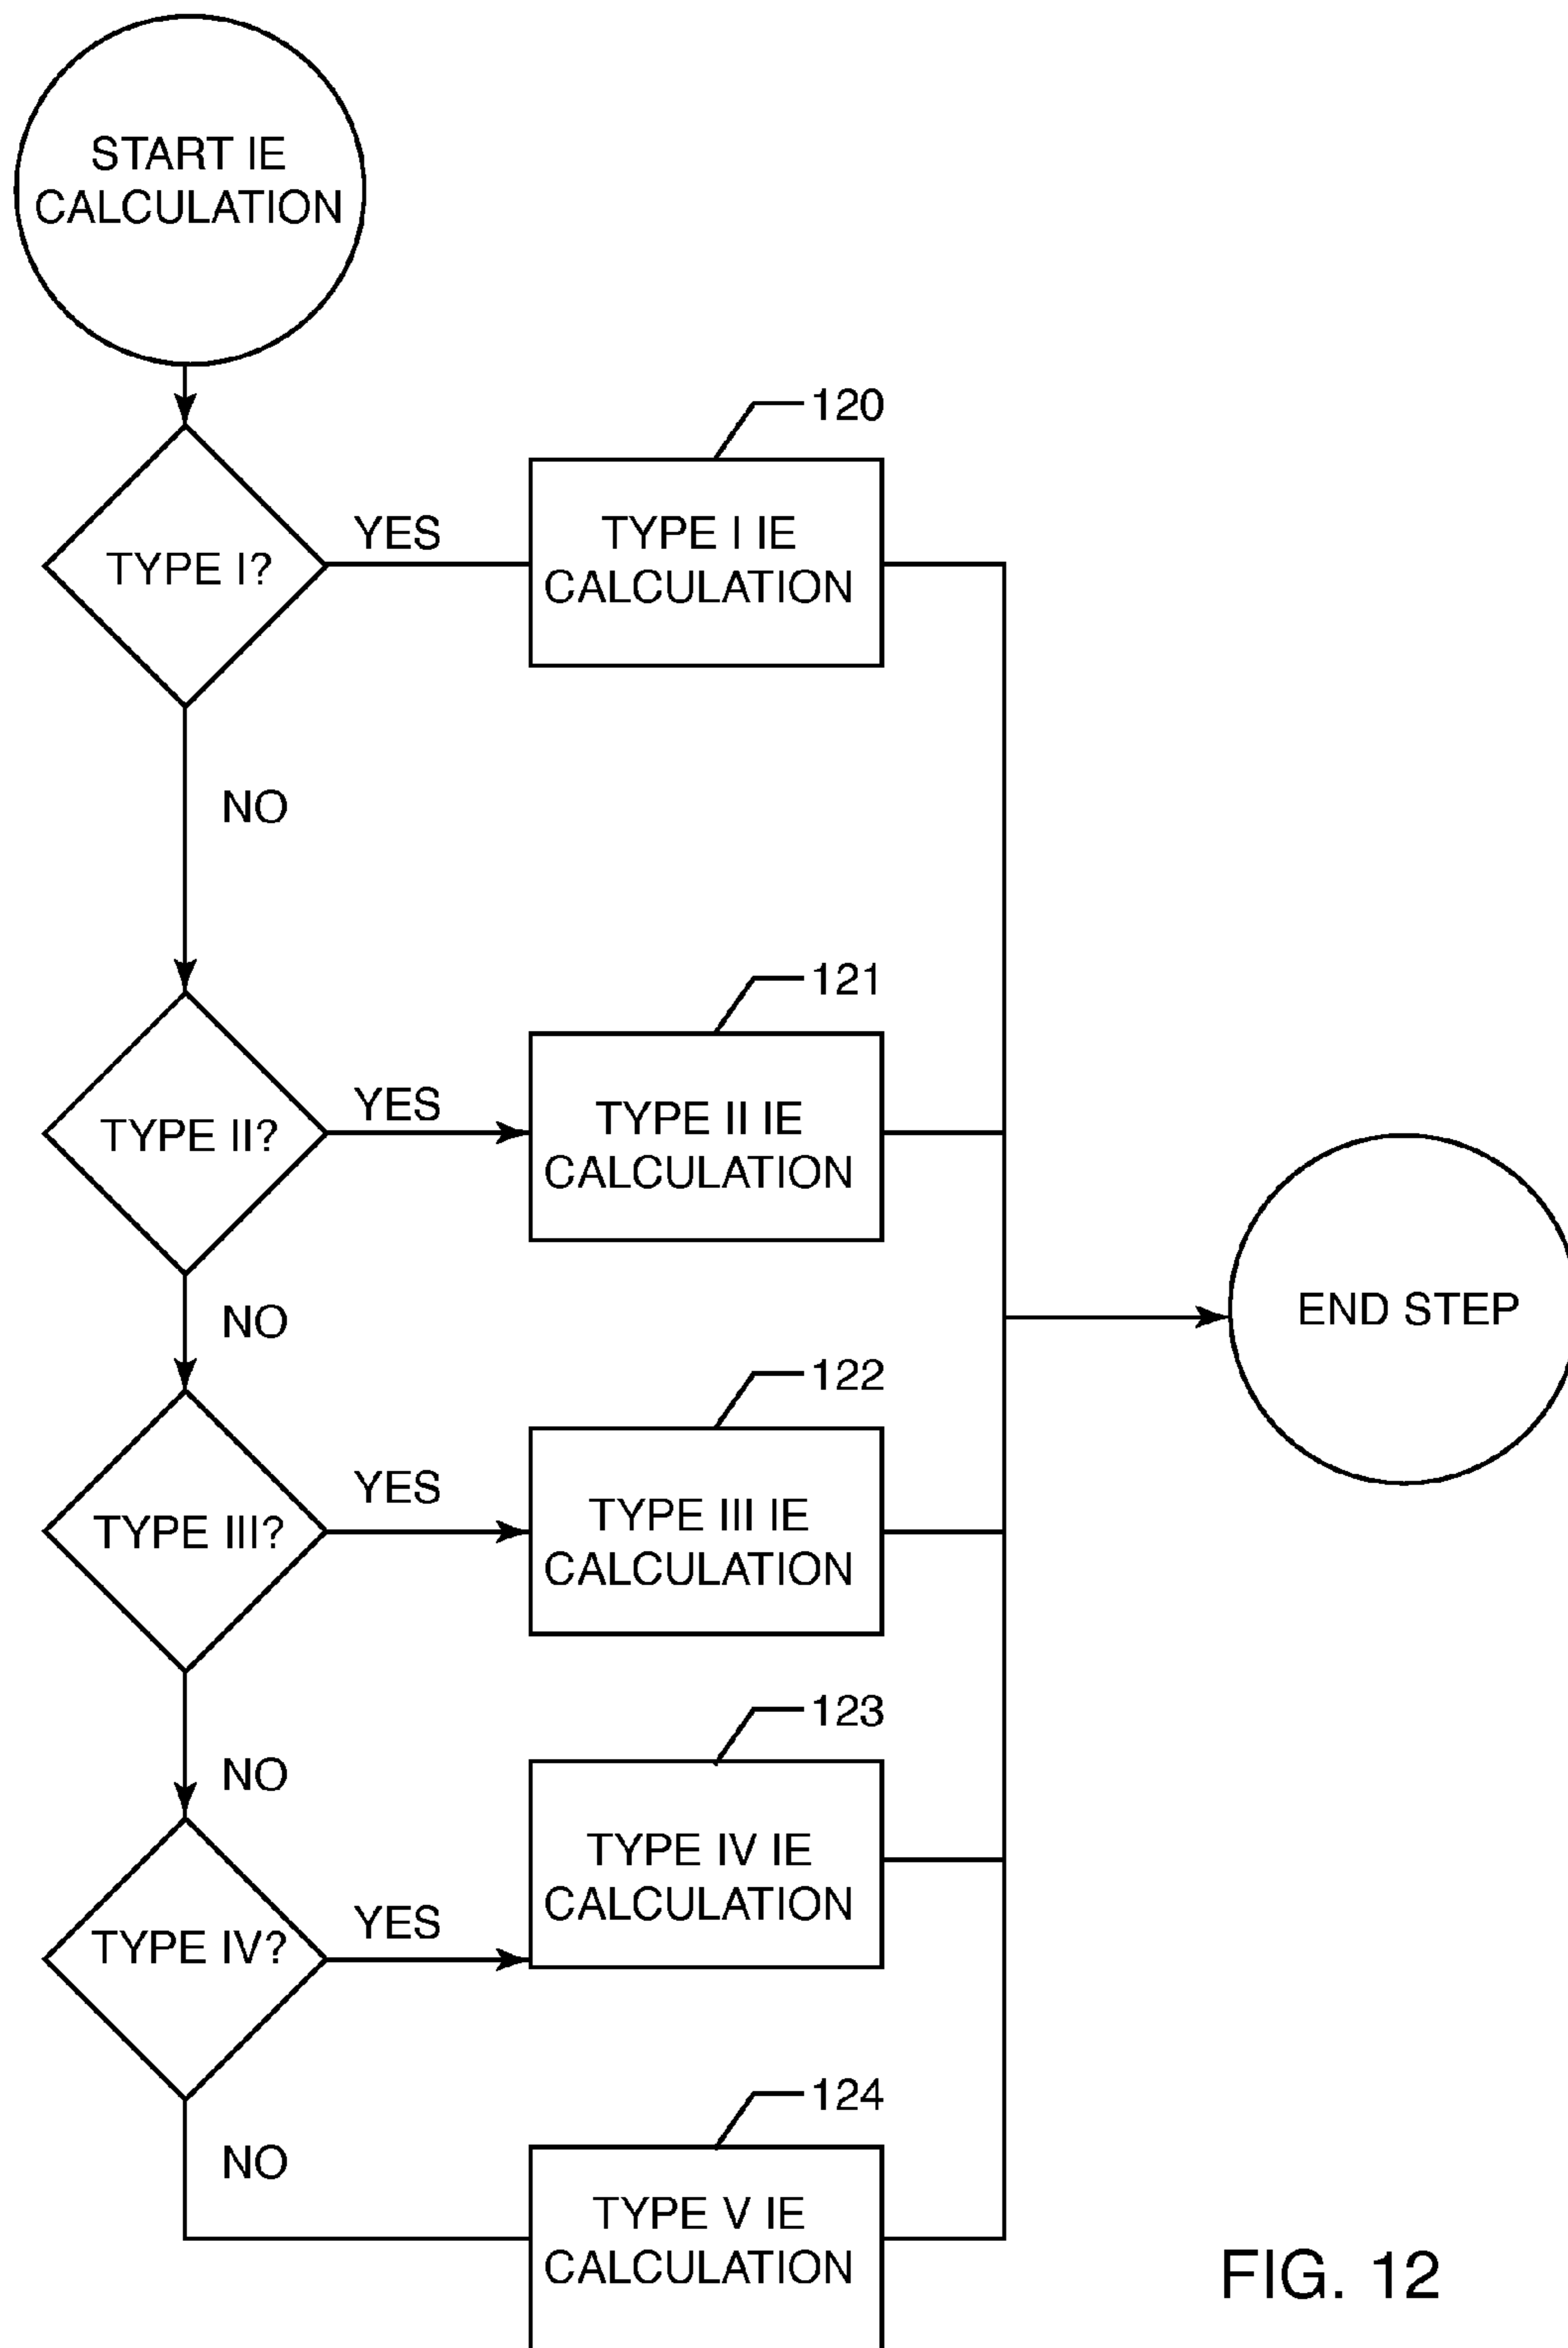 START IE
CALCULATION
120
TYPE I?
YES
TYPE I IE
CALCULATION
NO
121
TYPE II?
YES
TYPE II IE
CALCULATION
END STEP
NO
122
TYPE III?
YES
TYPE III IE
CALCULATION
NO
123
TYPE IV?
YES
TYPE IV IE
CALCULATION
NO
124
TYPE V IE
CALCULATION
FIG. 12